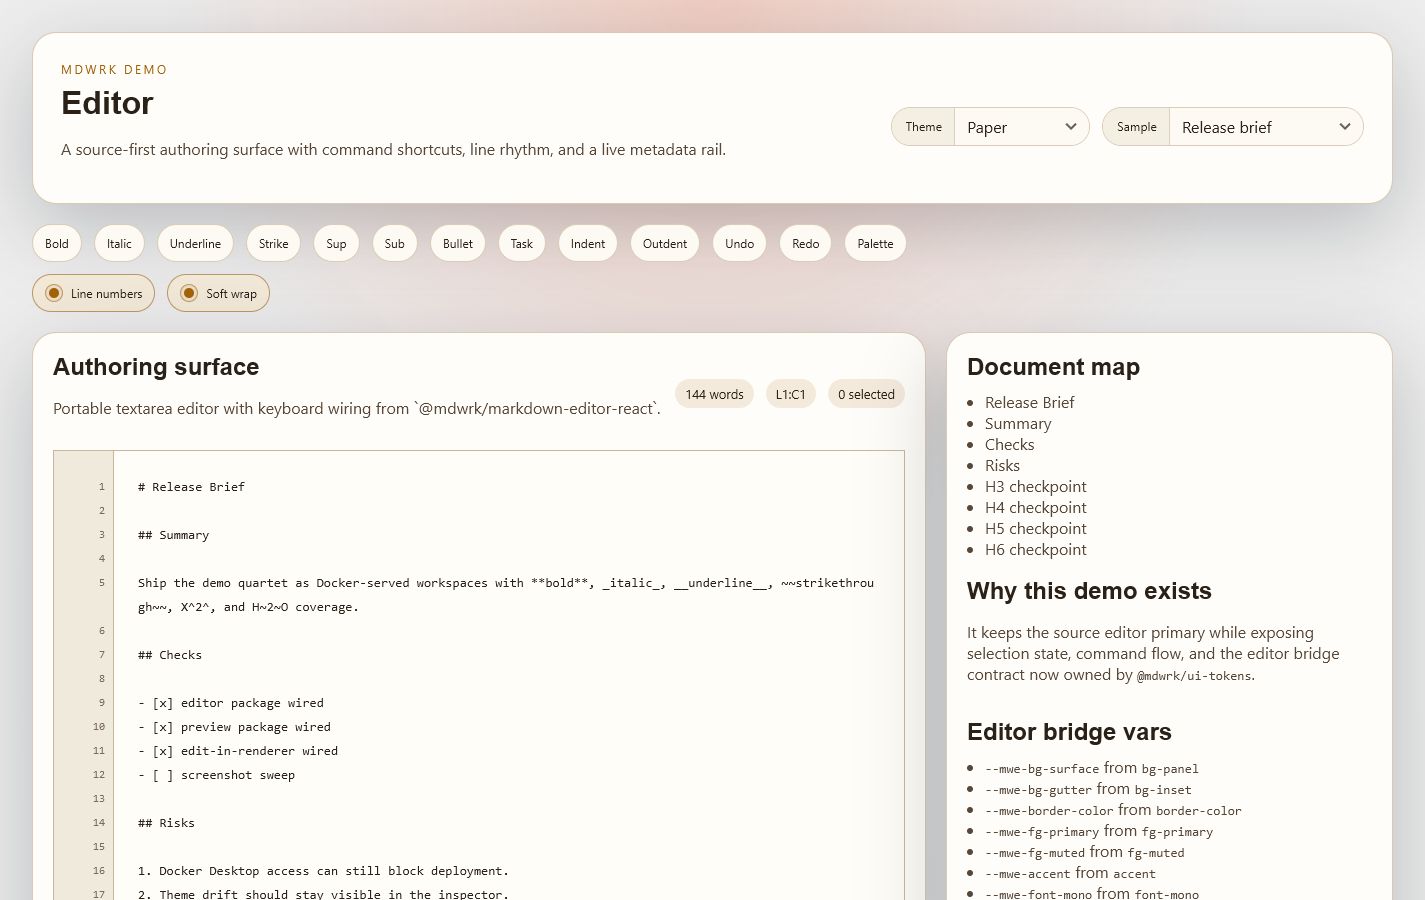 MDWRK DEMO
Editor
A source-first authoring surface with command shortcuts, line rhythm, and a live metadata rail.
Theme Paper
Sample Release brief
Bold Italic Underline Strike Sup Sub Bullet Task Indent Outdent Undo Redo Palette
Line numbers Soft wrap
Authoring surface
Portable textarea editor with keyboard wiring from `@mdwrk/markdown-editor-react`.
144 words L1:C1 0 selected
1 # Release Brief
2
3 ## Summary
4
5 Ship the demo quartet as Docker-served workspaces with **bold**, _italic_, __underline__, ~~strikethrou
gh~~, X^2^, and H~2~O coverage.
6
7 ## Checks
8
9 - [x] editor package wired
10 - [x] preview package wired
11 - [x] edit-in-renderer wired
12 - [ ] screenshot sweep
13
14 ## Risks
15
16 1. Docker Desktop access can still block deployment.
17 2. Theme drift should stay visible in the inspector.
Document map
Release Brief
Summary
Checks
Risks
H3 checkpoint
H4 checkpoint
H5 checkpoint
H6 checkpoint
Why this demo exists
It keeps the source editor primary while exposing
selection state, command flow, and the editor bridge
contract now owned by @mdwrk/ui-tokens.
Editor bridge vars
--mwe-bg-surface from bg-panel
--mwe-bg-gutter from bg-inset
--mwe-border-color from border-color
--mwe-fg-primary from fg-primary
--mwe-fg-muted from fg-muted
--mwe-accent from accent
--mwe-font-mono from font-mono